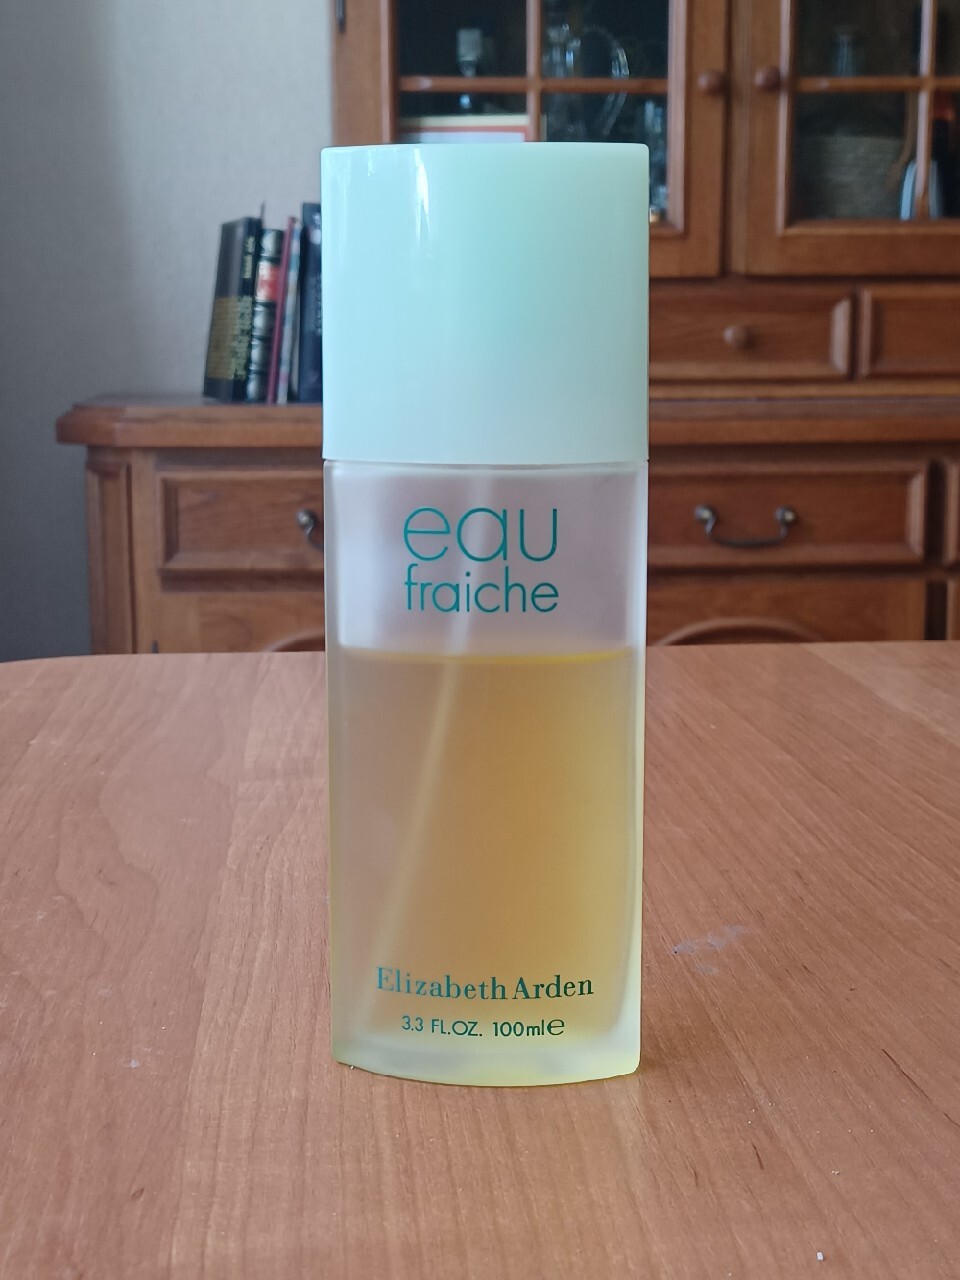 eau
fraiche
Elizabeth Arden
3.3 FL.OZ. 100ml℮